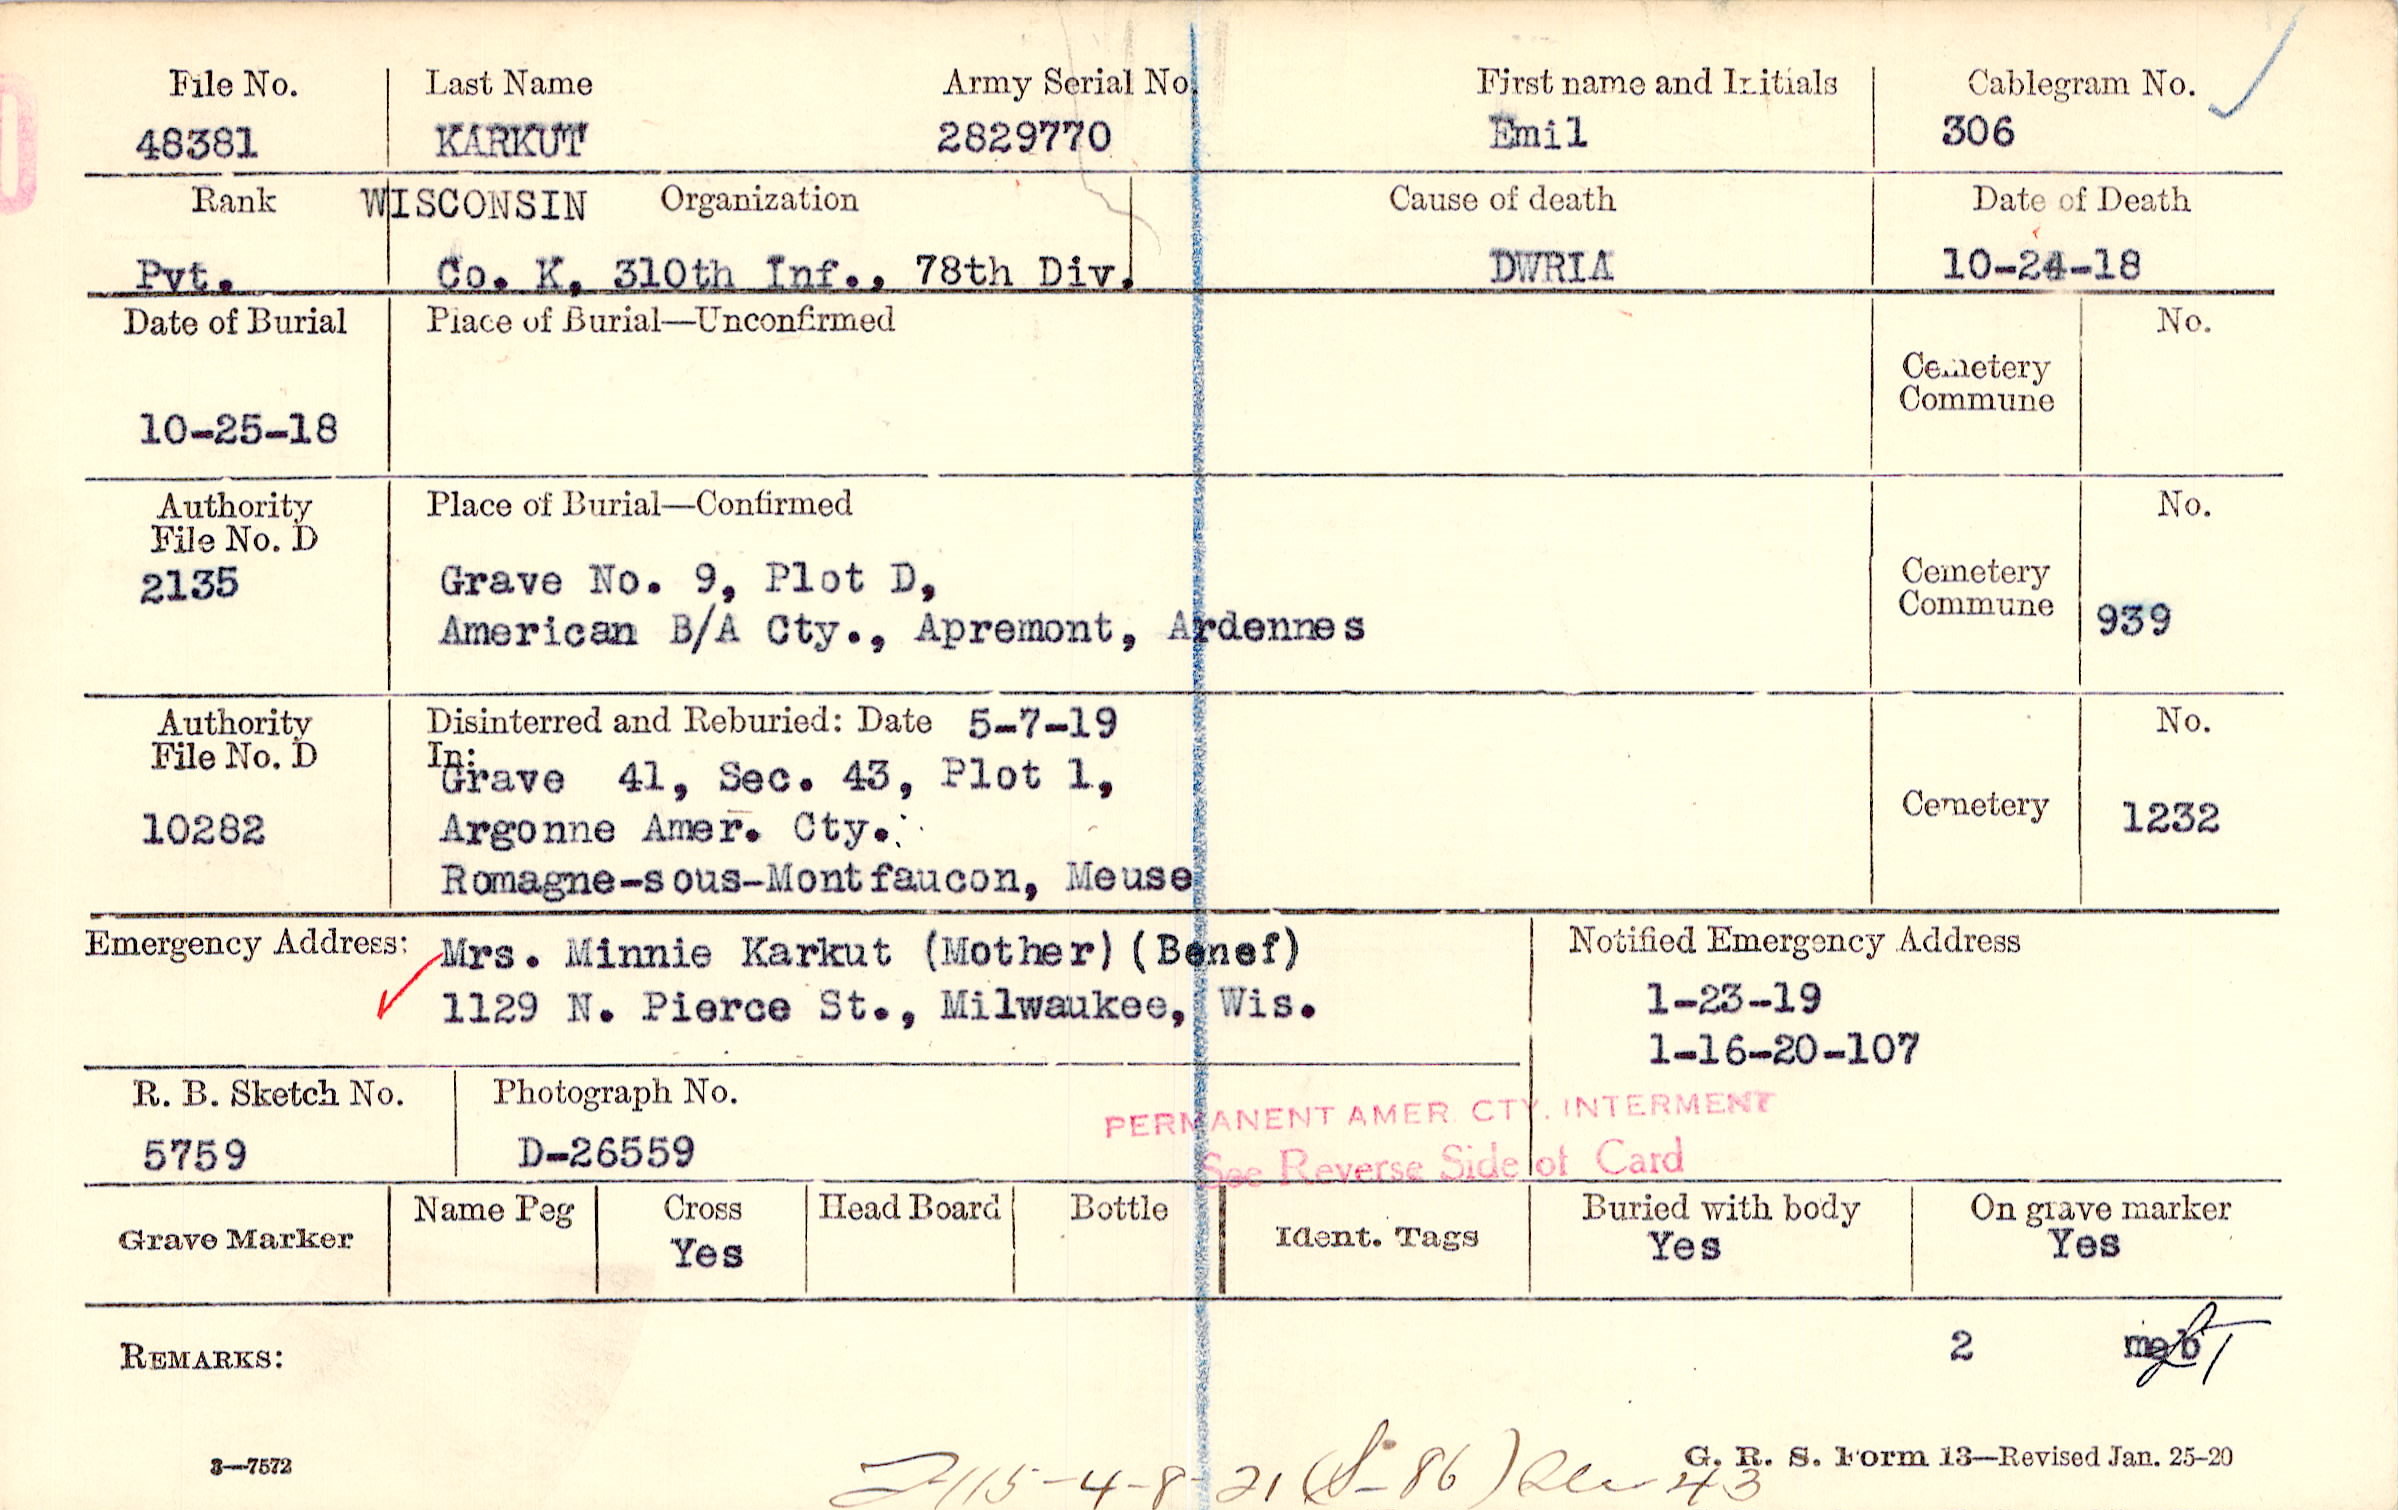 File No. Last Name Army Serial No. First name and Initials Cablegram No.
48381 KARKUT 2829770 Emil 306
Rank WISCONSIN Organization Cause of death Date of Death
Pvt. Co. K, 310th Inf., 78th Div. DWRIA 10-24-18
Date of Burial Place of Burial—Unconfirmed No.
Cemetery
Commune
10-25-18
Authority Place of Burial—Confirmed No.
File No. D
2135 Grave No. 9, Plot D, Cemetery
American B/A Cty., Apremont, Ardennes Commune 939
Authority Disinterred and Reburied: Date 5-7-19 No.
File No. D In:
Grave 41, Sec. 43, Plot 1,
10282 Argonne Amer. Cty. Cemetery 1232
Romagne-sous-Montfaucon, Meuse
Emergency Address: Mrs. Minnie Karkut (Mother)(Benef) Notified Emergency Address
1129 N. Pierce St., Milwaukee, Wis. 1-23-19
1-16-20-107
R. B. Sketch No. Photograph No.
PERMANENT AMER. CTY. INTERMENT
5759 D-26559 See Reverse Side of Card
Grave Marker Name Peg Cross Head Board Bottle Ident. Tags Buried with body On grave marker
Yes Yes Yes
REMARKS: 2 meb
3—7572 G. R. S. Form 13—Revised Jan. 25-20
115-4-8-21 (S-86) 43